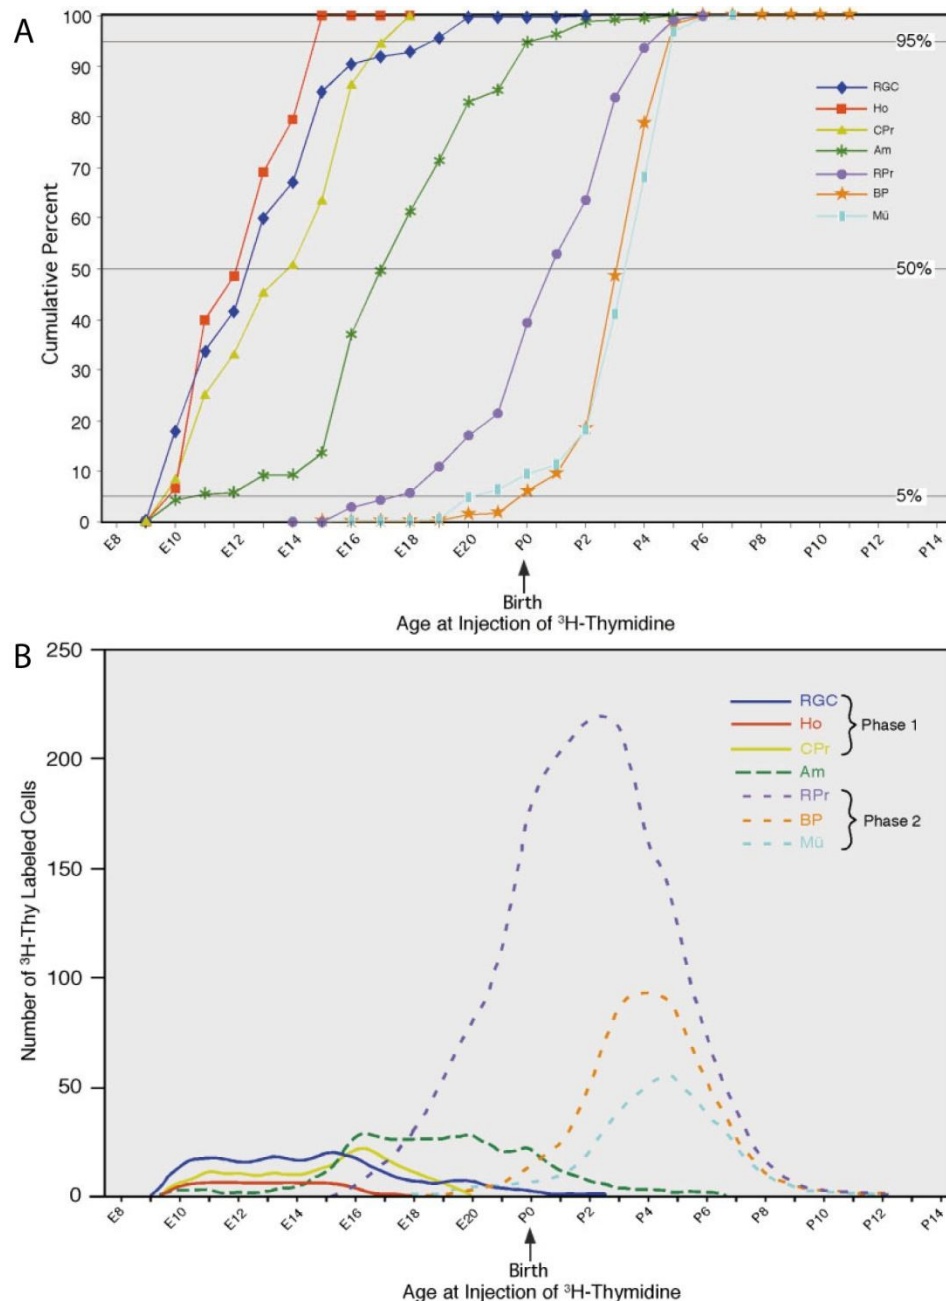 A
100
95%
90
80
70
60
50
50%
40
30
20
10
5%
0
Cumulative Percent
RGC
Ho
CPr
Am
RPr
BP
Mü
E8
E10
E12
E14
E16
E18
E20
P0
P2
P4
P6
P8
P10
P12
P14
Birth
Age at Injection of ³H-Thymidine
B
250
200
150
100
50
0
Number of ³H-Thy Labeled Cells
RGC
Ho
CPr
Phase 1
Am
RPr
BP
Mü
Phase 2
E8
E10
E12
E14
E16
E18
E20
P0
P2
P4
P6
P8
P10
P12
P14
Birth
Age at Injection of ³H-Thymidine